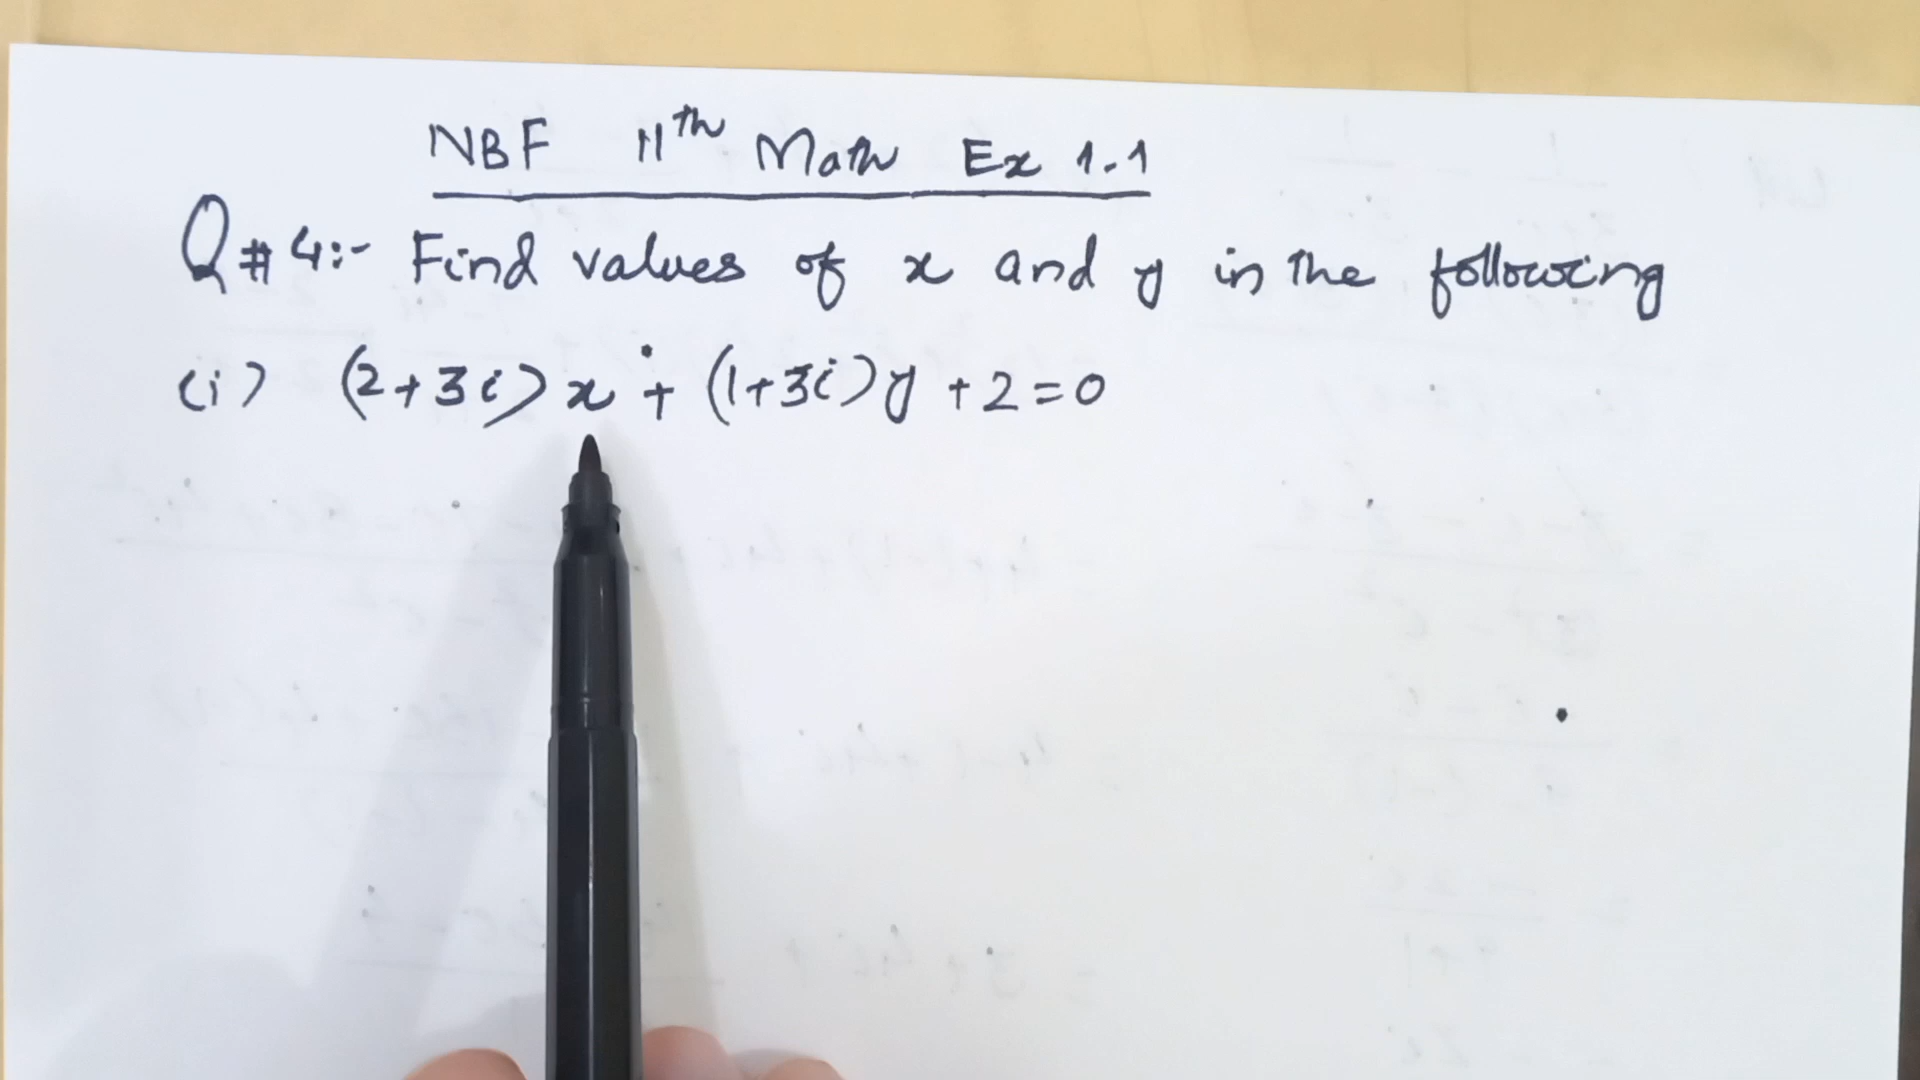 NBF 11th Math Ex 1.1
Q#4:- Find values of x and y in the following
(i) (2+3i)x + (1+3i)y + 2 = 0